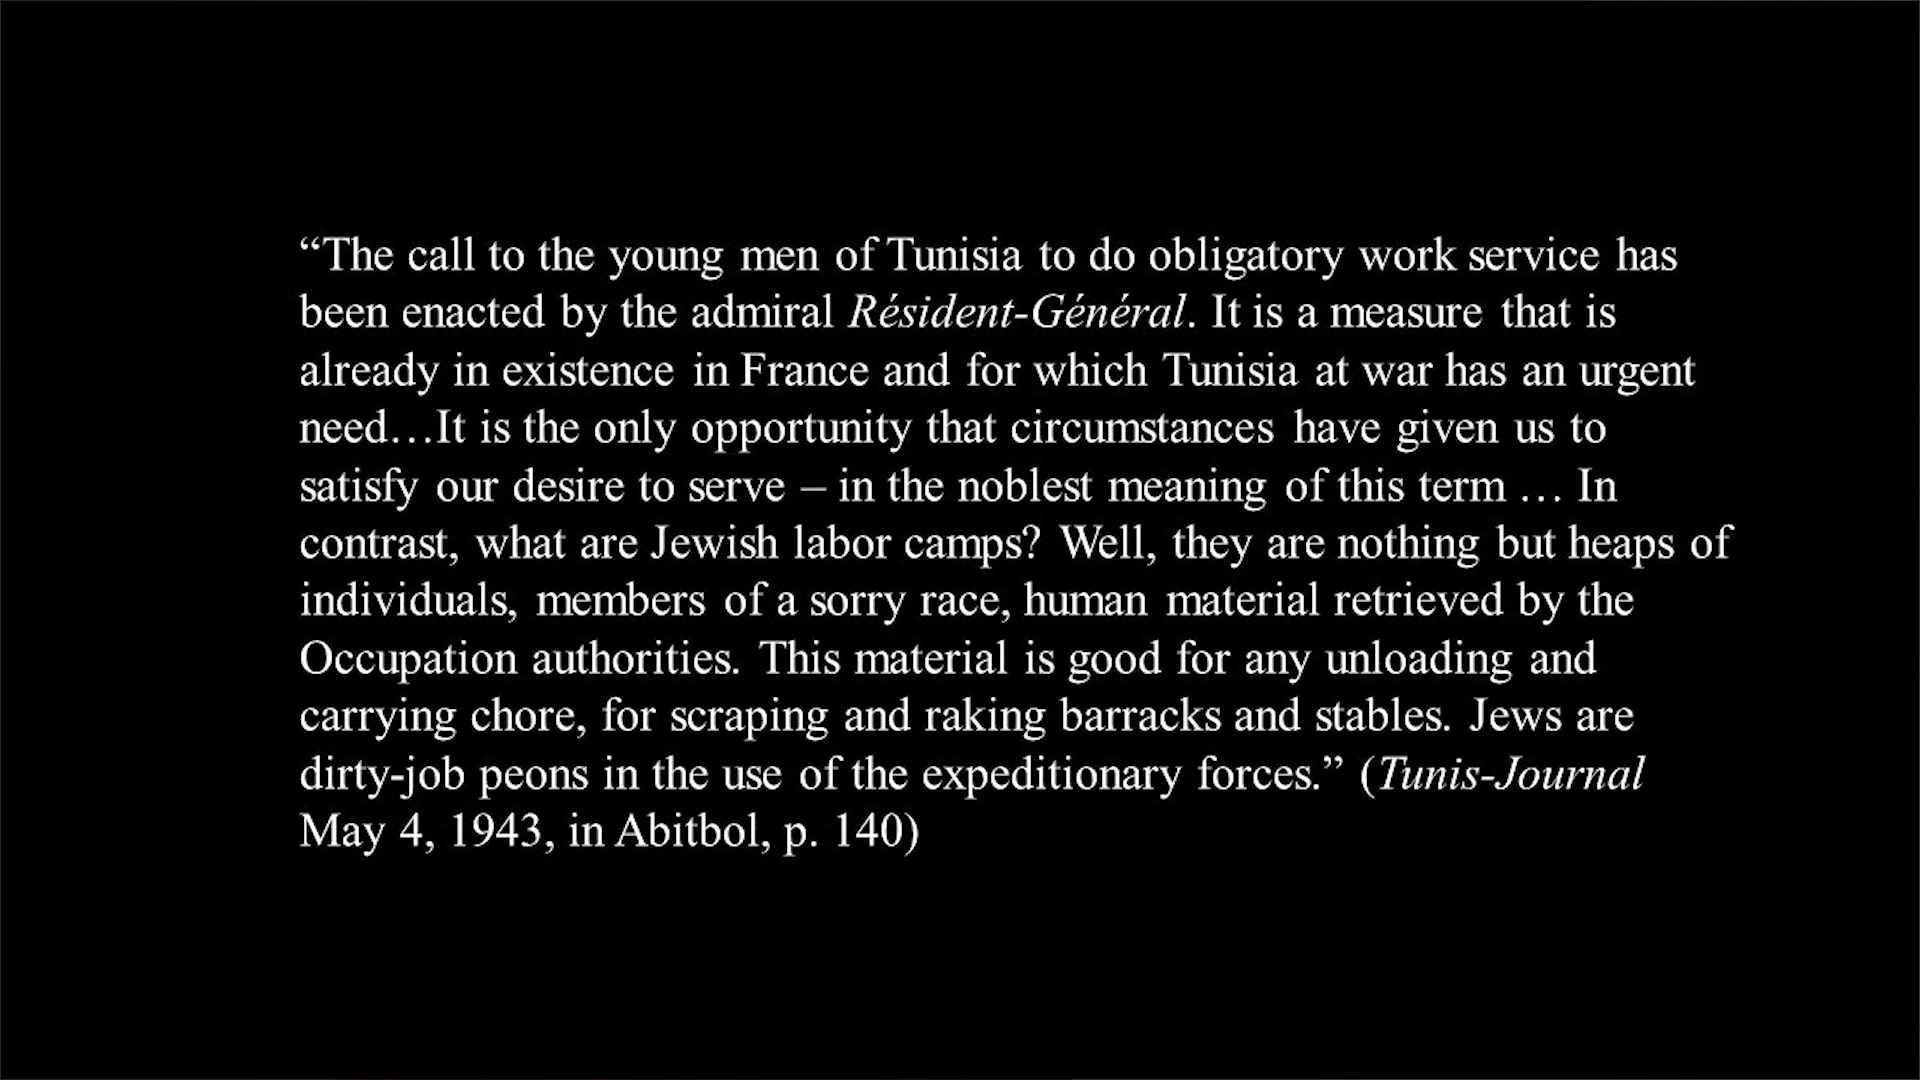 “The call to the young men of Tunisia to do obligatory work service has
been enacted by the admiral Résident-Général. It is a measure that is
already in existence in France and for which Tunisia at war has an urgent
need…It is the only opportunity that circumstances have given us to
satisfy our desire to serve – in the noblest meaning of this term … In
contrast, what are Jewish labor camps? Well, they are nothing but heaps of
individuals, members of a sorry race, human material retrieved by the
Occupation authorities. This material is good for any unloading and
carrying chore, for scraping and raking barracks and stables. Jews are
dirty-job peons in the use of the expeditionary forces.” (Tunis-Journal
May 4, 1943, in Abitbol, p. 140)